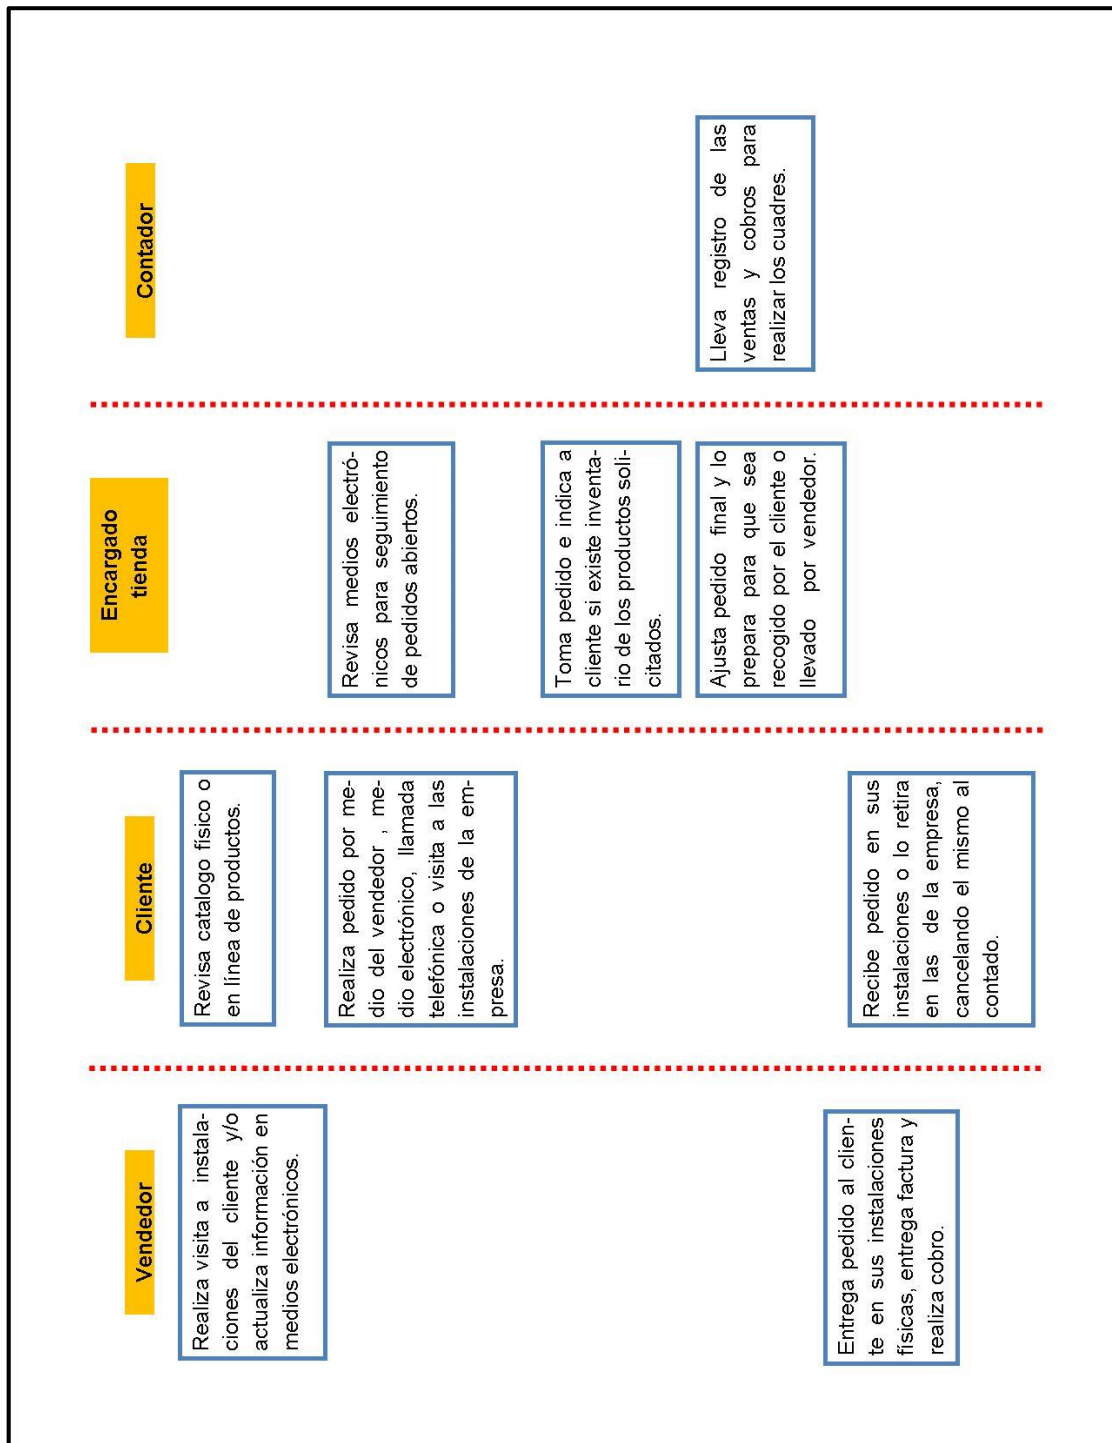 Vendedor
Realiza visita a instala-
ciones del cliente y/o
actualiza información en
medios electrónicos.
Entrega pedido al clien-
te en sus instalaciones
físicas, entrega factura y
realiza cobro.
Cliente
Revisa catalogo físico o
en línea de productos.
Realiza pedido por me-
dio del vendedor , me-
dio electrónico, llamada
telefónica o visita a las
instalaciones de la em-
presa.
Recibe pedido en sus
instalaciones o lo retira
en las de la empresa,
cancelando el mismo al
contado.
Encargado
tienda
Revisa medios electró-
nicos para seguimiento
de pedidos abiertos.
Toma pedido e indica a
cliente si existe inventa-
rio de los productos soli-
citados.
Ajusta pedido final y lo
prepara para que sea
recogido por el cliente o
llevado por vendedor.
Contador
Lleva registro de las
ventas y cobros para
realizar los cuadres.